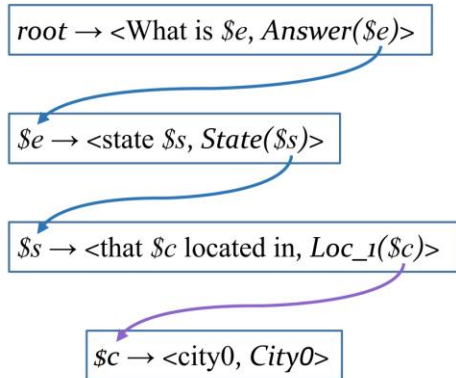 root → <What is $e, Answer($e)>
$e → <state $s, State($s)>
$s → <that $c located in, Loc_1($c)>
$c → <city0, City0>